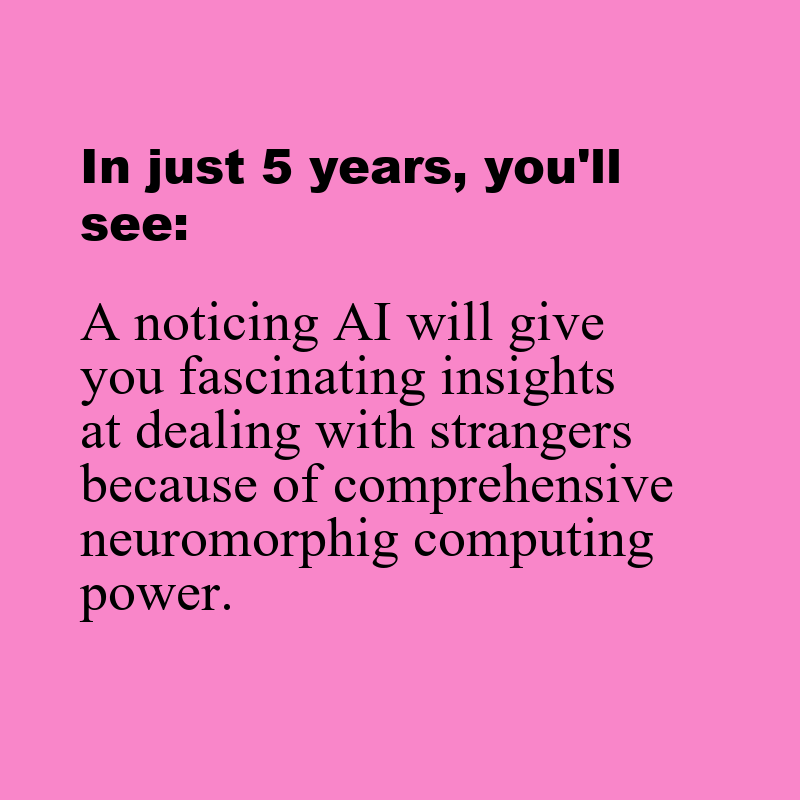 In just 5 years, you'll
see:
A noticing AI will give
you fascinating insights
at dealing with strangers
because of comprehensive
neuromorphig computing
power.